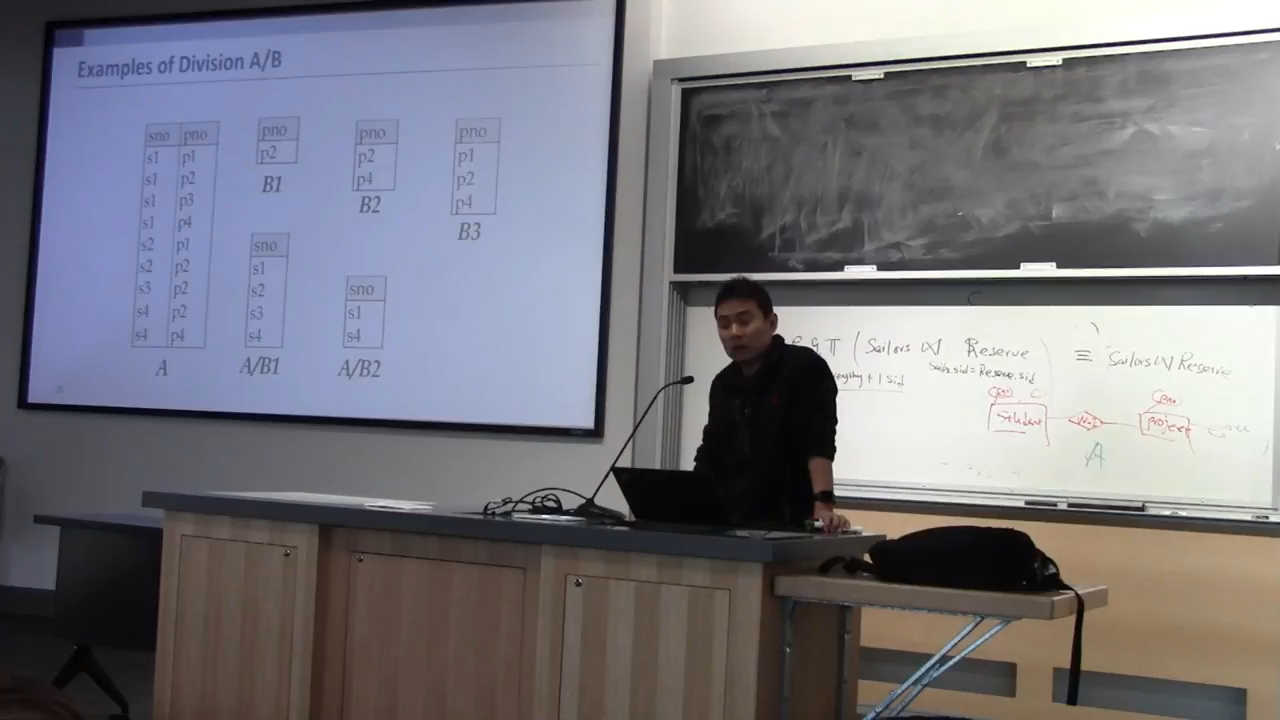 Examples of Division A/B
sno pno
s1 p1
s1 p2
s1 p3
s1 p4
s2 p1
s2 p2
s3 p2
s4 p2
s4 p4
A
pno
p2
B1
pno
p2
p4
B2
pno
p1
p2
p4
B3
sno
s1
s2
s3
s4
A/B1
sno
s1
s4
A/B2
π ( Sailors ⋈ Reserve ) ≡ Sailors ⋈ Reserve
+ 1 sid
sid = Reserve.sid
Student
project
A